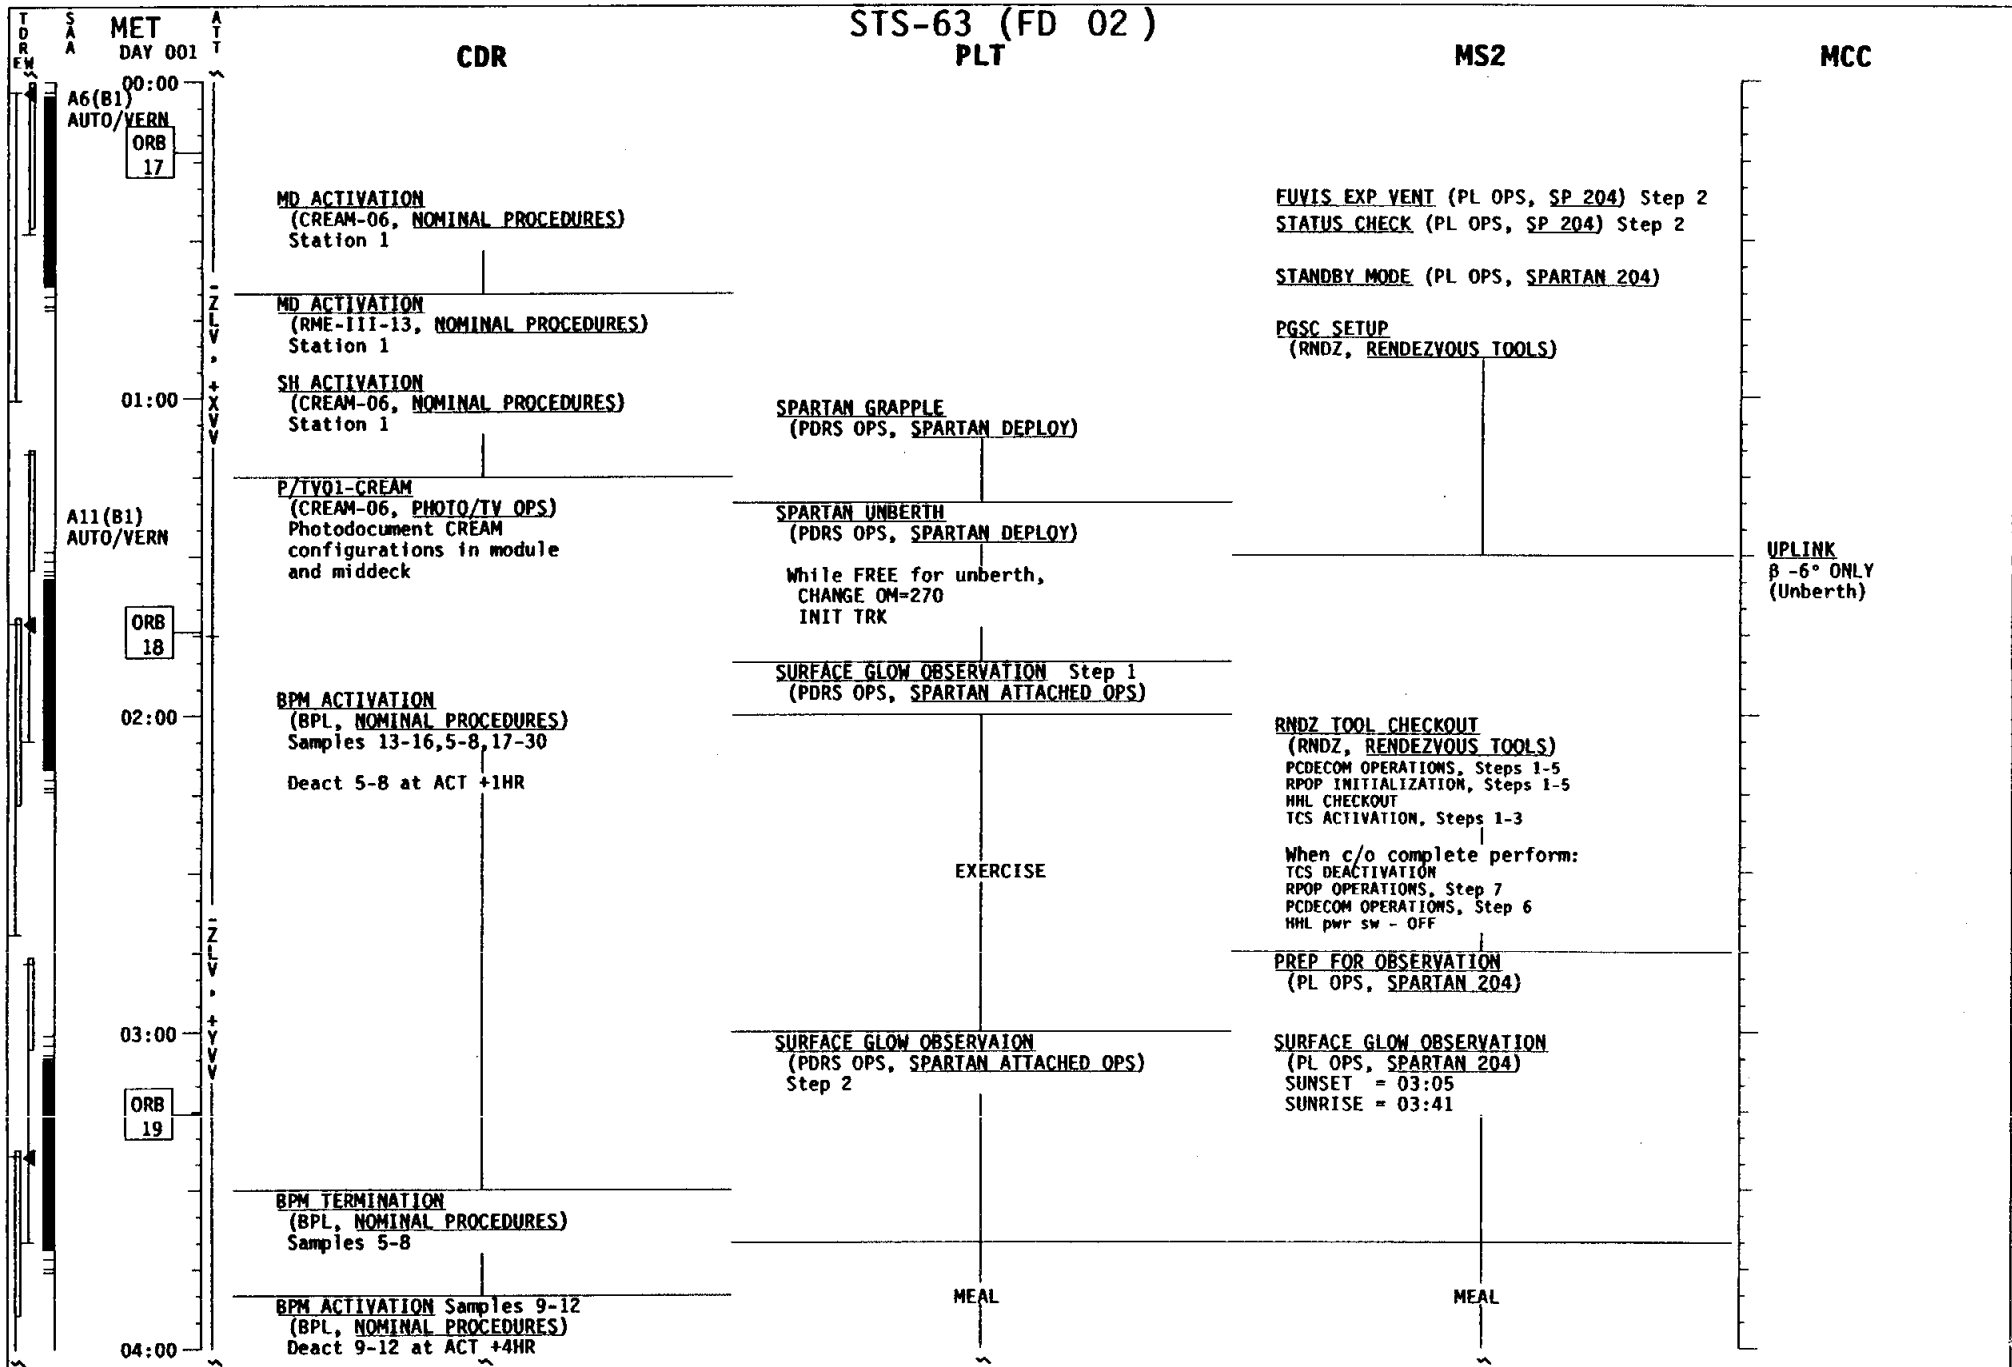 STS-63 (FD 02)
TDRW E
SAA
MET
DAY 001
ATT
CDR
PLT
MS2
MCC
00:00
A6(B1)
AUTO/VERN
ORB
17
-ZLV, +XVV
01:00
A11(B1)
AUTO/VERN
ORB
18
02:00
-ZLV, +YVV
03:00
ORB
19
04:00
MD ACTIVATION
(CREAM-06, NOMINAL PROCEDURES)
Station 1
MD ACTIVATION
(RME-III-13, NOMINAL PROCEDURES)
Station 1
SH ACTIVATION
(CREAM-06, NOMINAL PROCEDURES)
Station 1
P/TV01-CREAM
(CREAM-06, PHOTO/TV OPS)
Photodocument CREAM
configurations in module
and middeck
BPM ACTIVATION
(BPL, NOMINAL PROCEDURES)
Samples 13-16,5-8,17-30
Deact 5-8 at ACT +1HR
BPM TERMINATION
(BPL, NOMINAL PROCEDURES)
Samples 5-8
BPM ACTIVATION Samples 9-12
(BPL, NOMINAL PROCEDURES)
Deact 9-12 at ACT +4HR
SPARTAN GRAPPLE
(PDRS OPS, SPARTAN DEPLOY)
SPARTAN UNBERTH
(PDRS OPS, SPARTAN DEPLOY)
While FREE for unberth,
CHANGE OM=270
INIT TRK
SURFACE GLOW OBSERVATION Step 1
(PDRS OPS, SPARTAN ATTACHED OPS)
EXERCISE
SURFACE GLOW OBSERVAION
(PDRS OPS, SPARTAN ATTACHED OPS)
Step 2
MEAL
FUVIS EXP VENT (PL OPS, SP 204) Step 2
STATUS CHECK (PL OPS, SP 204) Step 2
STANDBY MODE (PL OPS, SPARTAN 204)
PGSC SETUP
(RNDZ, RENDEZVOUS TOOLS)
RNDZ TOOL CHECKOUT
(RNDZ, RENDEZVOUS TOOLS)
PCDECOM OPERATIONS, Steps 1-5
RPOP INITIALIZATION, Steps 1-5
HHL CHECKOUT
TCS ACTIVATION, Steps 1-3
When c/o complete perform:
TCS DEACTIVATION
RPOP OPERATIONS, Step 7
PCDECOM OPERATIONS, Step 6
HHL pwr sw - OFF
PREP FOR OBSERVATION
(PL OPS, SPARTAN 204)
SURFACE GLOW OBSERVATION
(PL OPS, SPARTAN 204)
SUNSET = 03:05
SUNRISE = 03:41
MEAL
UPLINK
β -6° ONLY
(Unberth)